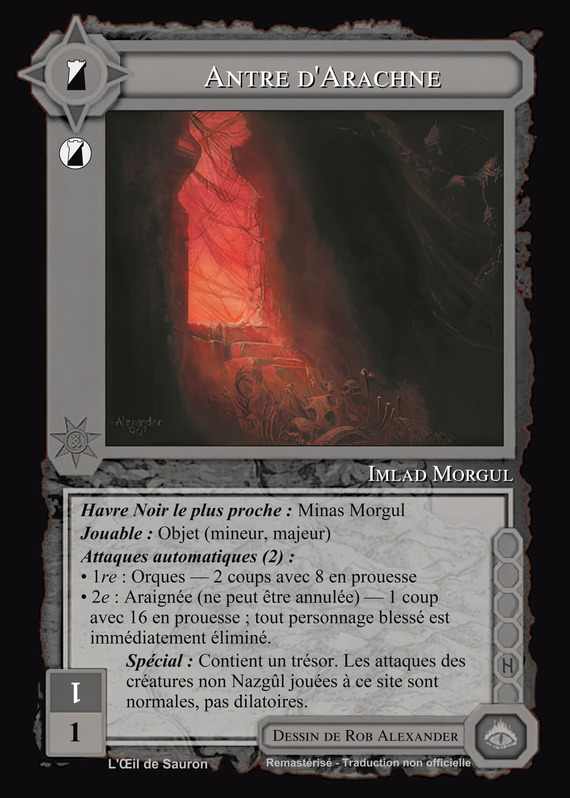 Antre d'Arachne
Alexander
Imlad Morgul
Havre Noir le plus proche : Minas Morgul
Jouable : Objet (mineur, majeur)
Attaques automatiques (2) :
• 1re : Orques — 2 coups avec 8 en prouesse
• 2e : Araignée (ne peut être annulée) — 1 coup
avec 16 en prouesse ; tout personnage blessé est
immédiatement éliminé.
Spécial : Contient un trésor. Les attaques des
créatures non Nazgûl jouées à ce site sont
normales, pas dilatoires.
1
1
Dessin de Rob Alexander
L'Œil de Sauron
Remastérisé - Traduction non officielle